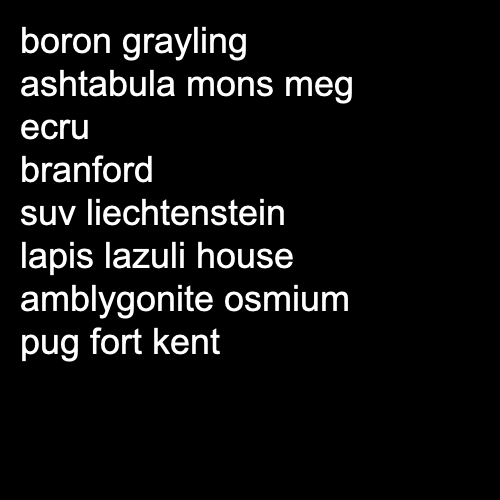 boron grayling
ashtabula mons meg
ecru
branford
suv liechtenstein
lapis lazuli house
amblygonite osmium
pug fort kent